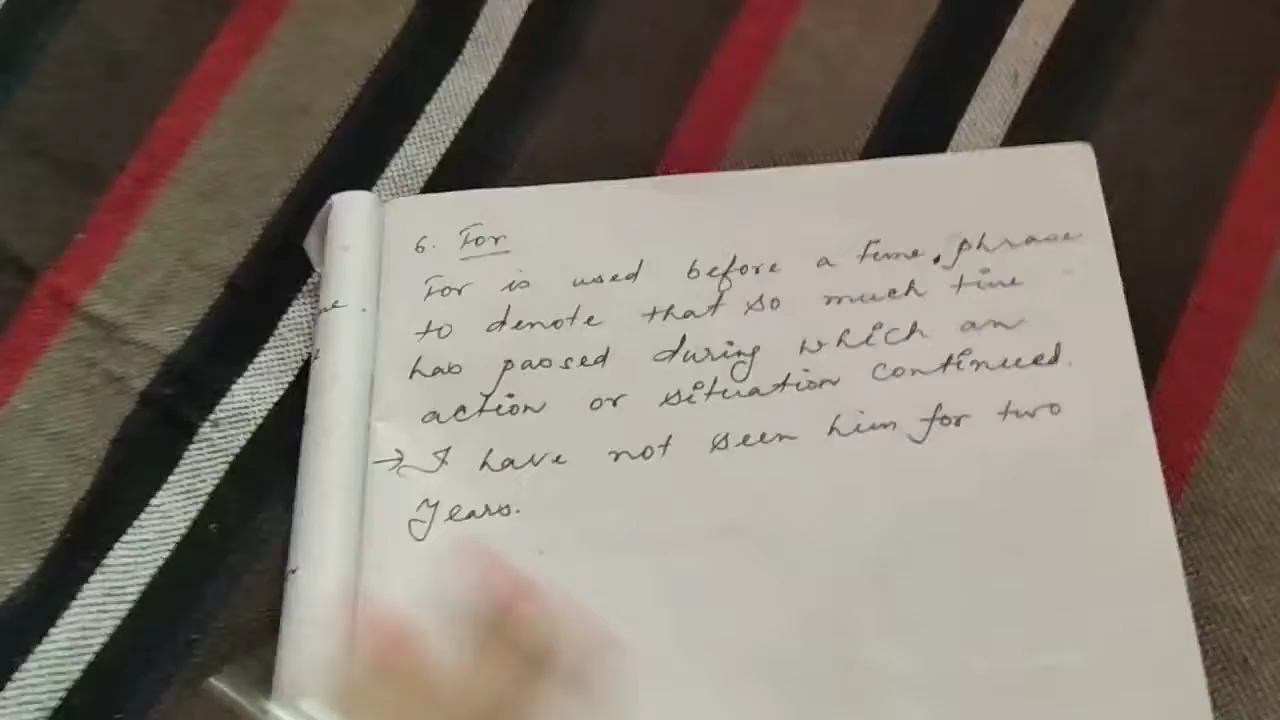 6. For
For is used before a time phrase
to denote that so much time
has passed during which an
action or situation continued.
→ I have not seen him for two
Years.